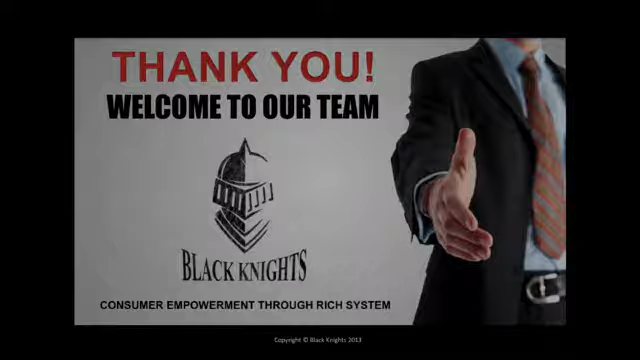 THANK YOU!
WELCOME TO OUR TEAM
BLACK KNIGHTS
CONSUMER EMPOWERMENT THROUGH RICH SYSTEM
Copyright © Black Knights 2013